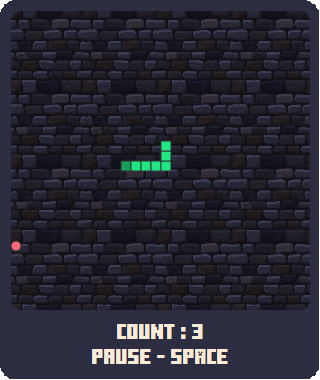 COUNT : 3
PAUSE - SPACE